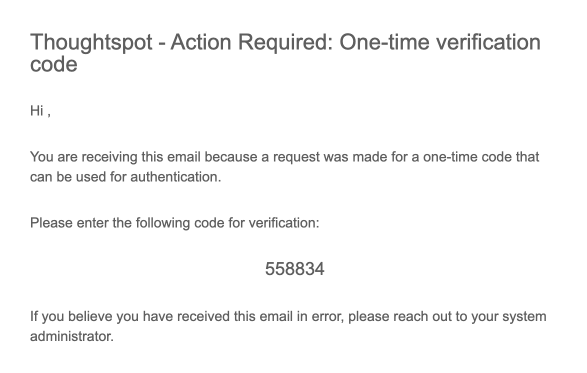 Thoughtspot - Action Required: One-time verification
code
Hi ,
You are receiving this email because a request was made for a one-time code that
can be used for authentication.
Please enter the following code for verification:
558834
If you believe you have received this email in error, please reach out to your system
administrator.